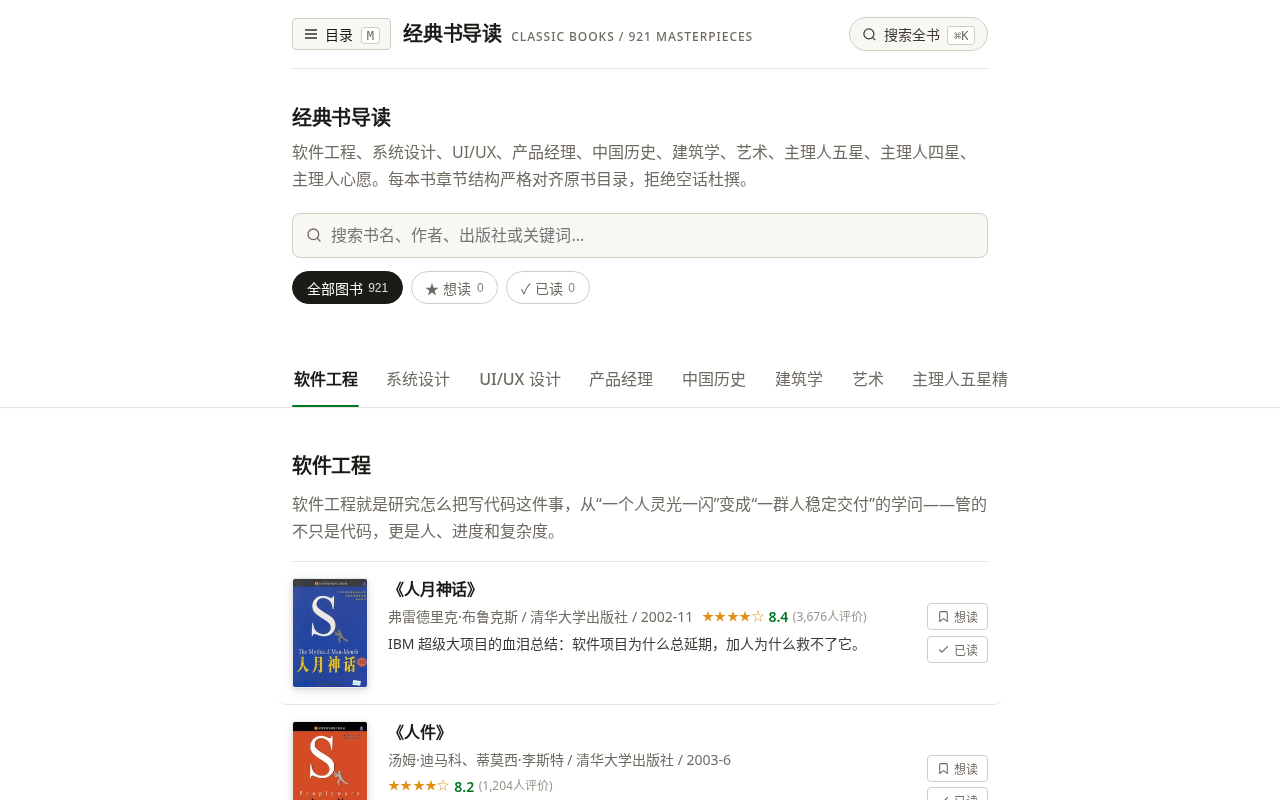 目录 M 经典书导读 CLASSIC BOOKS / 921 MASTERPIECES 搜索全书 ⌘K
经典书导读
软件工程、系统设计、UI/UX、产品经理、中国历史、建筑学、艺术、主理人五星、主理人四星、
主理人心愿。每本书章节结构严格对齐原书目录，拒绝空话杜撰。
搜索书名、作者、出版社或关键词...
全部图书 921 ★ 想读 0 ✓ 已读 0
软件工程 系统设计 UI/UX 设计 产品经理 中国历史 建筑学 艺术 主理人五星精
软件工程
软件工程就是研究怎么把写代码这件事，从“一个人灵光一闪”变成“一群人稳定交付”的学问——管的
不只是代码，更是人、进度和复杂度。
S
The Mythical Man-Month
人月神话
《人月神话》
弗雷德里克·布鲁克斯 / 清华大学出版社 / 2002-11 ★★★★☆ 8.4 (3,676人评价)
IBM 超级大项目的血泪总结：软件项目为什么总延期，加人为什么救不了它。
想读
已读
S
Peopleware
《人件》
汤姆·迪马科、蒂莫西·李斯特 / 清华大学出版社 / 2003-6
★★★★☆ 8.2 (1,204人评价)
想读
已读